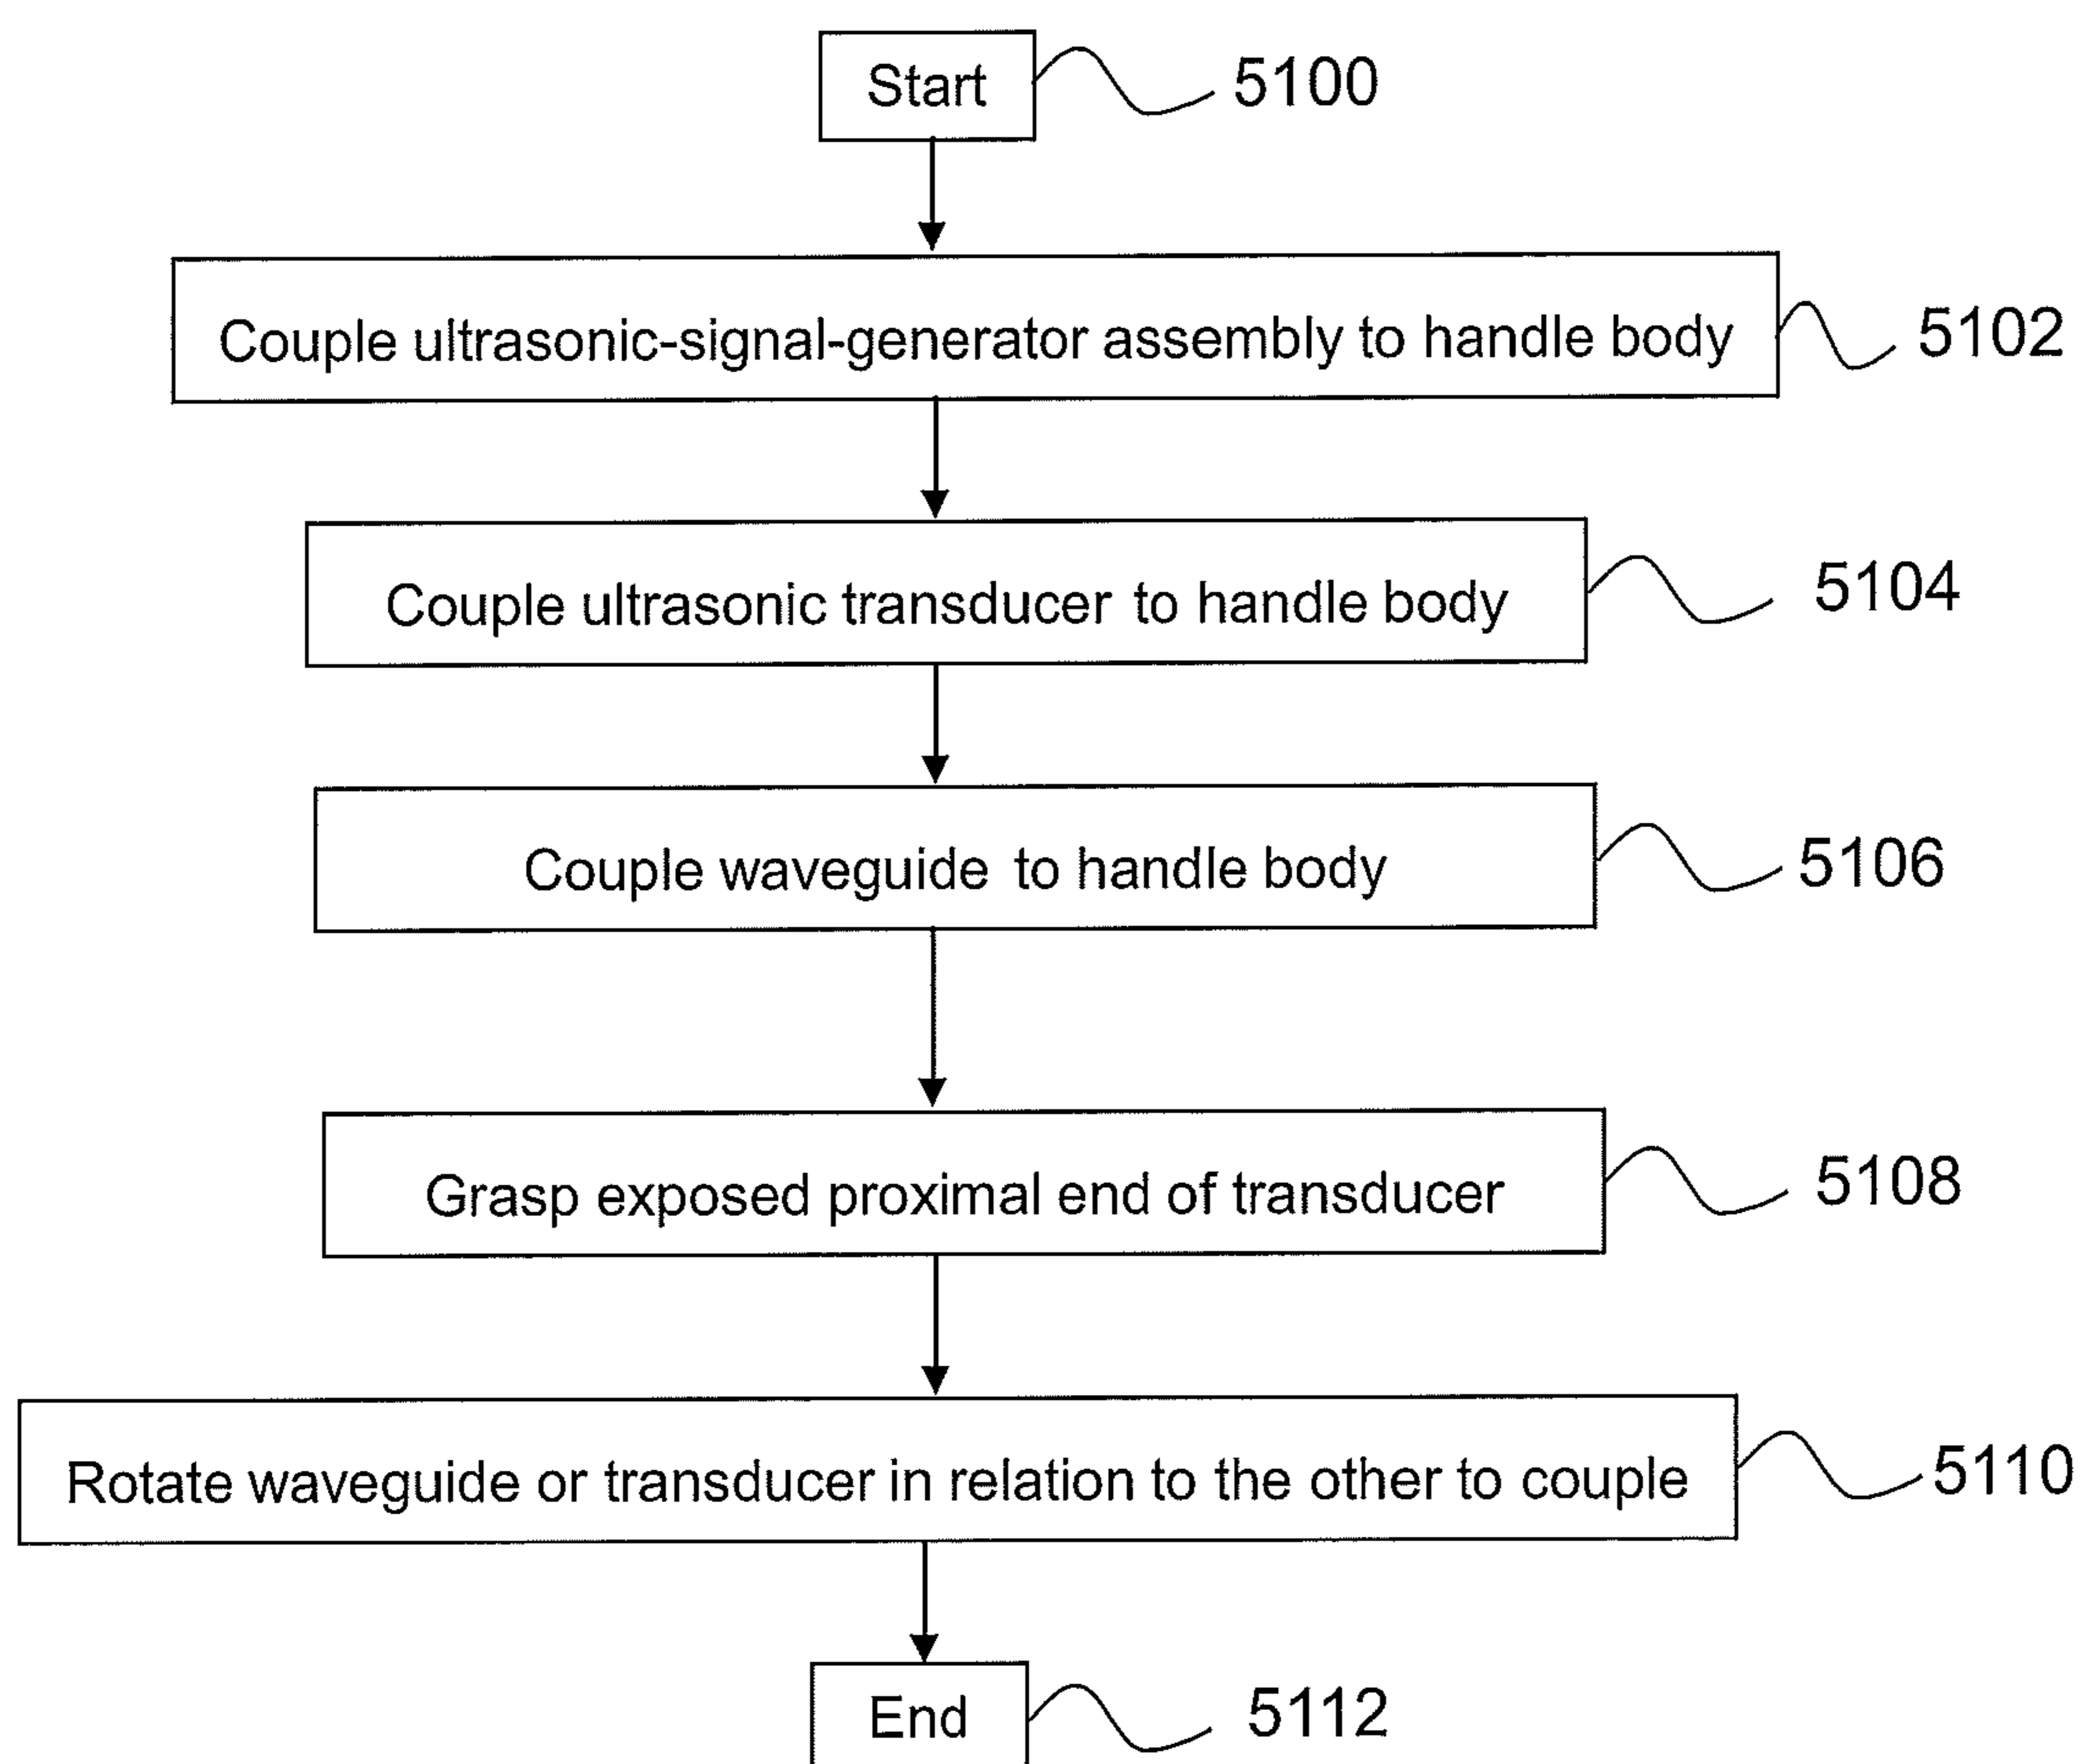 Start 5100
Couple ultrasonic-signal-generator assembly to handle body 5102
Couple ultrasonic transducer to handle body 5104
Couple waveguide to handle body 5106
Grasp exposed proximal end of transducer 5108
Rotate waveguide or transducer in relation to the other to couple 5110
End 5112